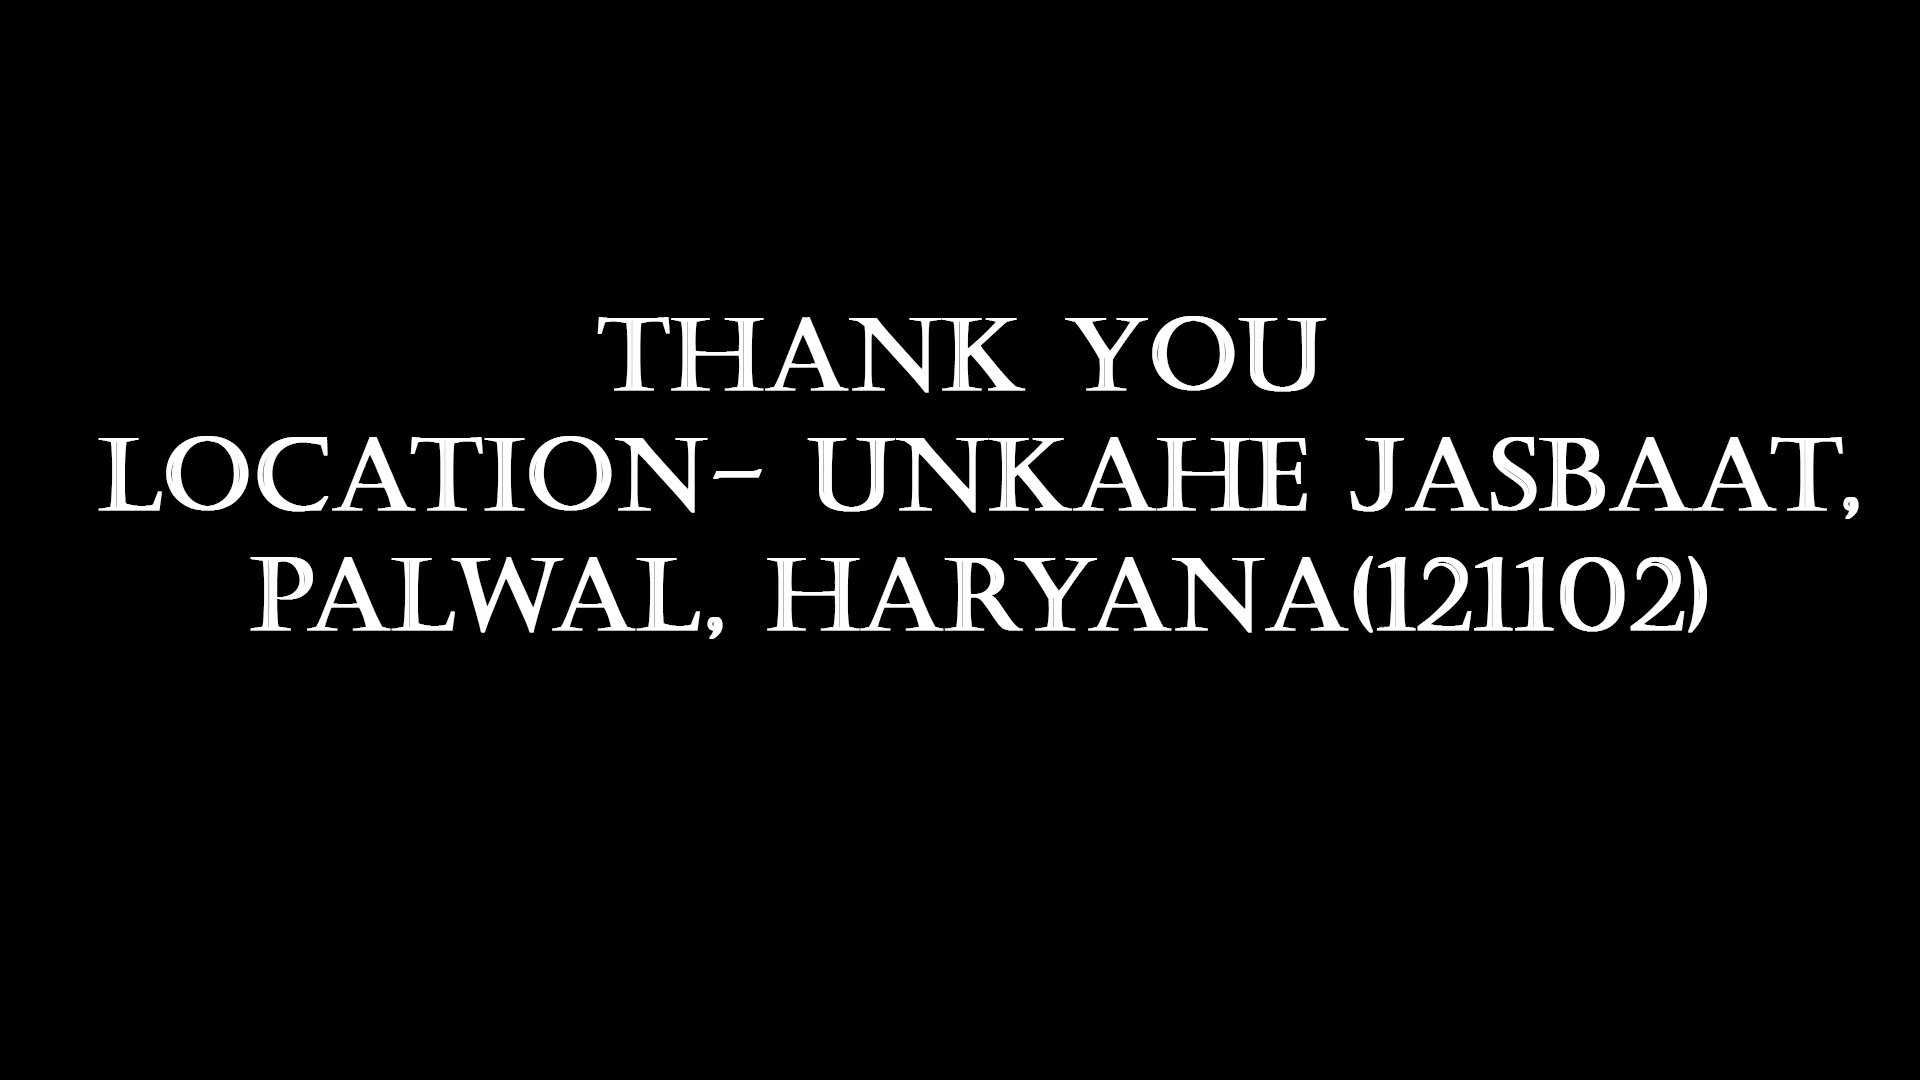 THANK YOU
LOCATION- UNKAHE JASBAAT,
PALWAL, HARYANA(121102)